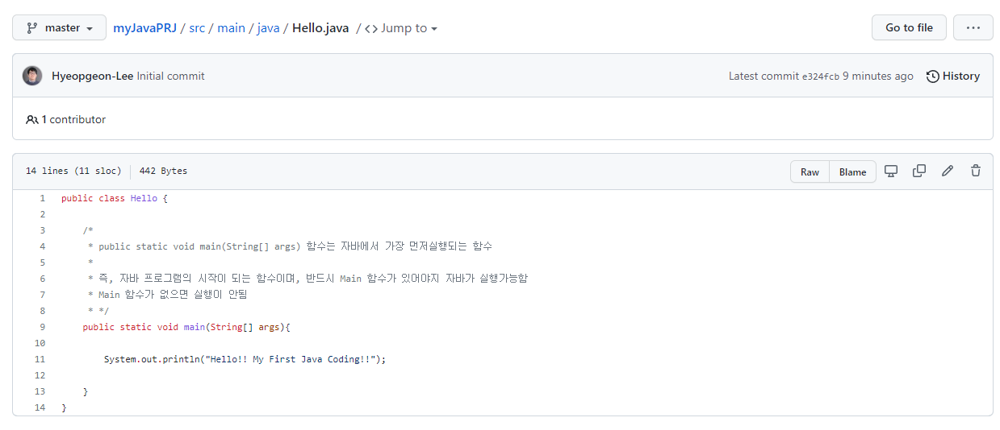 master myJavaPRJ / src / main / java / Hello.java / <> Jump to Go to file ...
Hyeopgeon-Lee Initial commit Latest commit e324fcb 9 minutes ago History
1 contributor
14 lines (11 sloc) 442 Bytes Raw Blame
1 public class Hello {
2
3     /*
4      * public static void main(String[] args) 함수는 자바에서 가장 먼저실행되는 함수
5      *
6      * 즉, 자바 프로그램의 시작이 되는 함수이며, 반드시 Main 함수가 있어야지 자바가 실행가능함
7      * Main 함수가 없으면 실행이 안됨
8      * */
9     public static void main(String[] args){
10
11         System.out.println("Hello!! My First Java Coding!!");
12
13     }
14 }